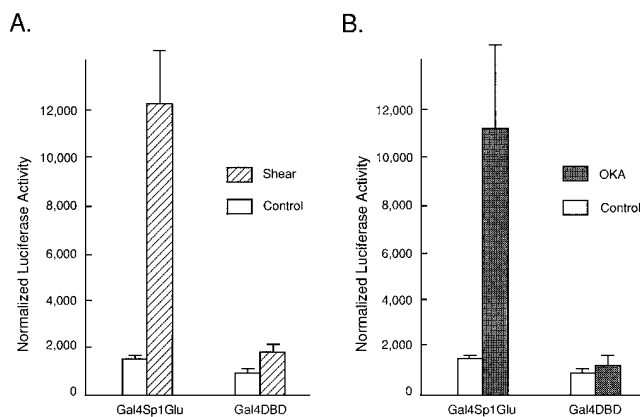 A.
Normalized Luciferase Activity
12,000
10,000
8,000
6,000
4,000
2,000
0
Shear
Control
Gal4Sp1Glu
Gal4DBD
B.
Normalized Luciferase Activity
12,000
10,000
8,000
6,000
4,000
2,000
0
OKA
Control
Gal4Sp1Glu
Gal4DBD